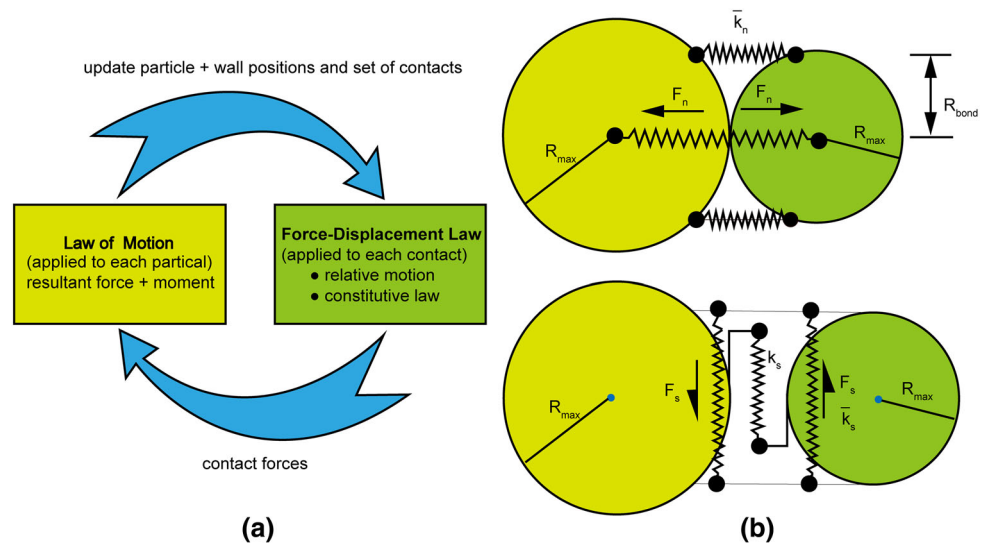 update particle + wall positions and set of contacts
Law of Motion
(applied to each partical)
resultant force + moment
Force-Displacement Law
(applied to each contact)
● relative motion
● constitutive law
contact forces
(a)
k̅n
Fn
Fn
Rmax
Rmax
Rbond
ks
Fs
Fs
k̅s
Rmax
Rmax
(b)